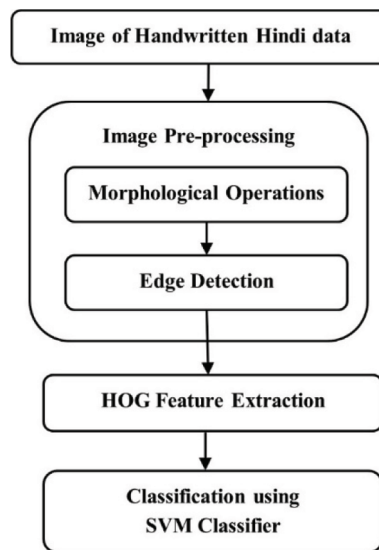 Image of Handwritten Hindi data
Image Pre-processing
Morphological Operations
Edge Detection
HOG Feature Extraction
Classification using
SVM Classifier